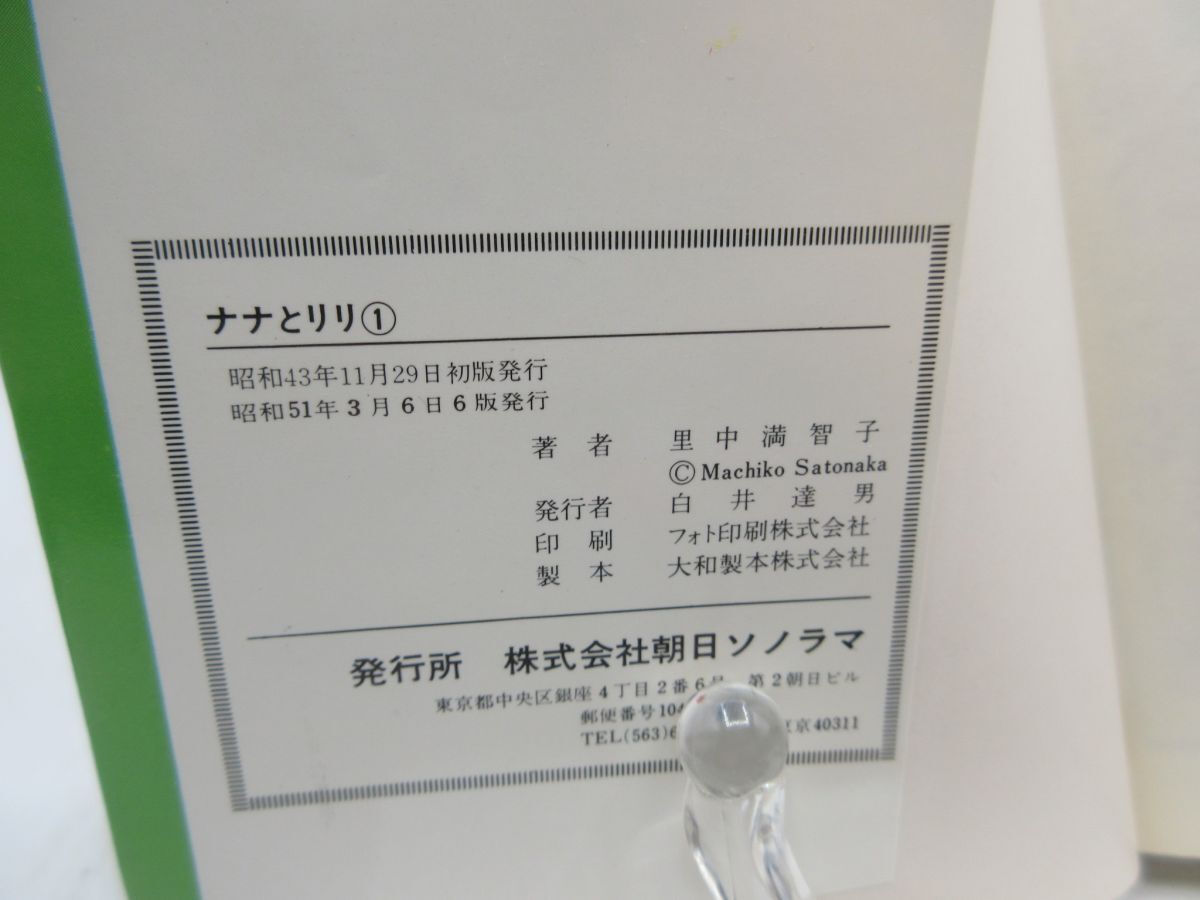 ナナとリリ①
昭和43年11月29日初版発行
昭和51年3月6日6版発行
著者 里中満智子
©Machiko Satonaka
発行者 白井達男
印刷 フォト印刷株式会社
製本 大和製本株式会社
発行所 株式会社朝日ソノラマ
東京都中央区銀座4丁目2番6号 第2朝日ビル
郵便番号104
TEL(563)6 東京40311